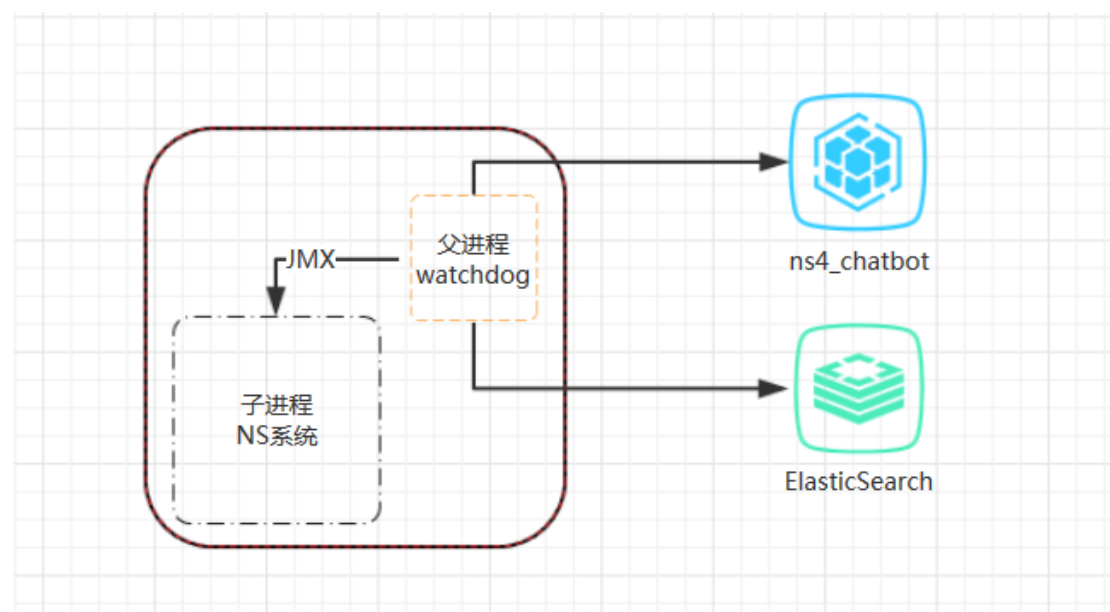 父进程
watchdog
JMX
子进程
NS系统
ns4_chatbot
ElasticSearch